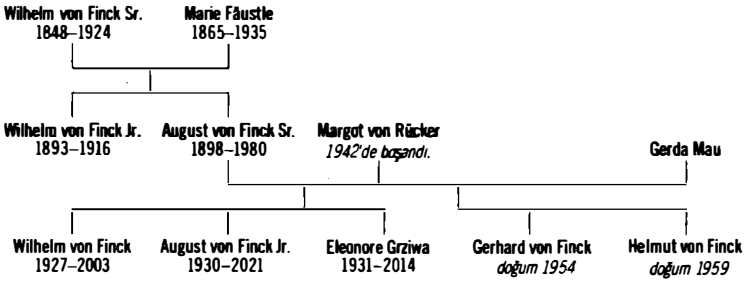 Wilhelm von Finck Sr.
1848–1924
Marie Fäustle
1865–1935
Wilhelm von Finck Jr.
1893–1916
August von Finck Sr.
1898–1980
Margot von Rücker
1942'de boşandı.
Gerda Mau
Wilhelm von Finck
1927–2003
August von Finck Jr.
1930–2021
Eleonore Grziwa
1931–2014
Gerhard von Finck
doğum 1954
Helmut von Finck
doğum 1959